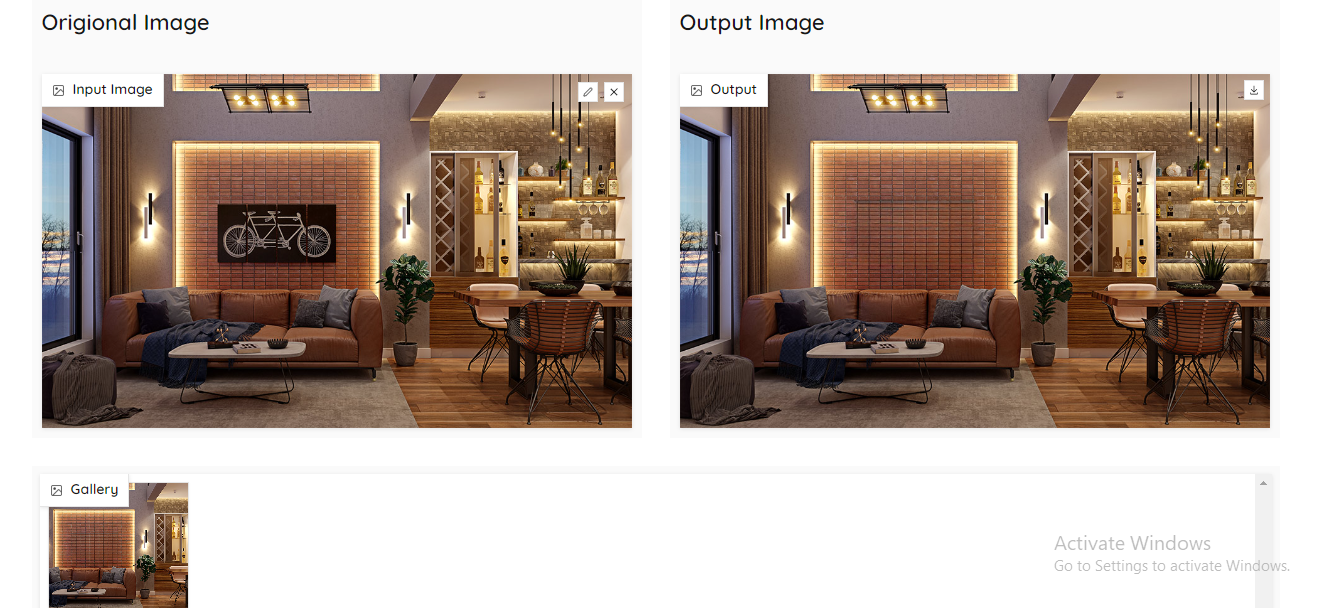 Origional Image
Output Image
Input Image
Output
Gallery
Activate Windows
Go to Settings to activate Windows.